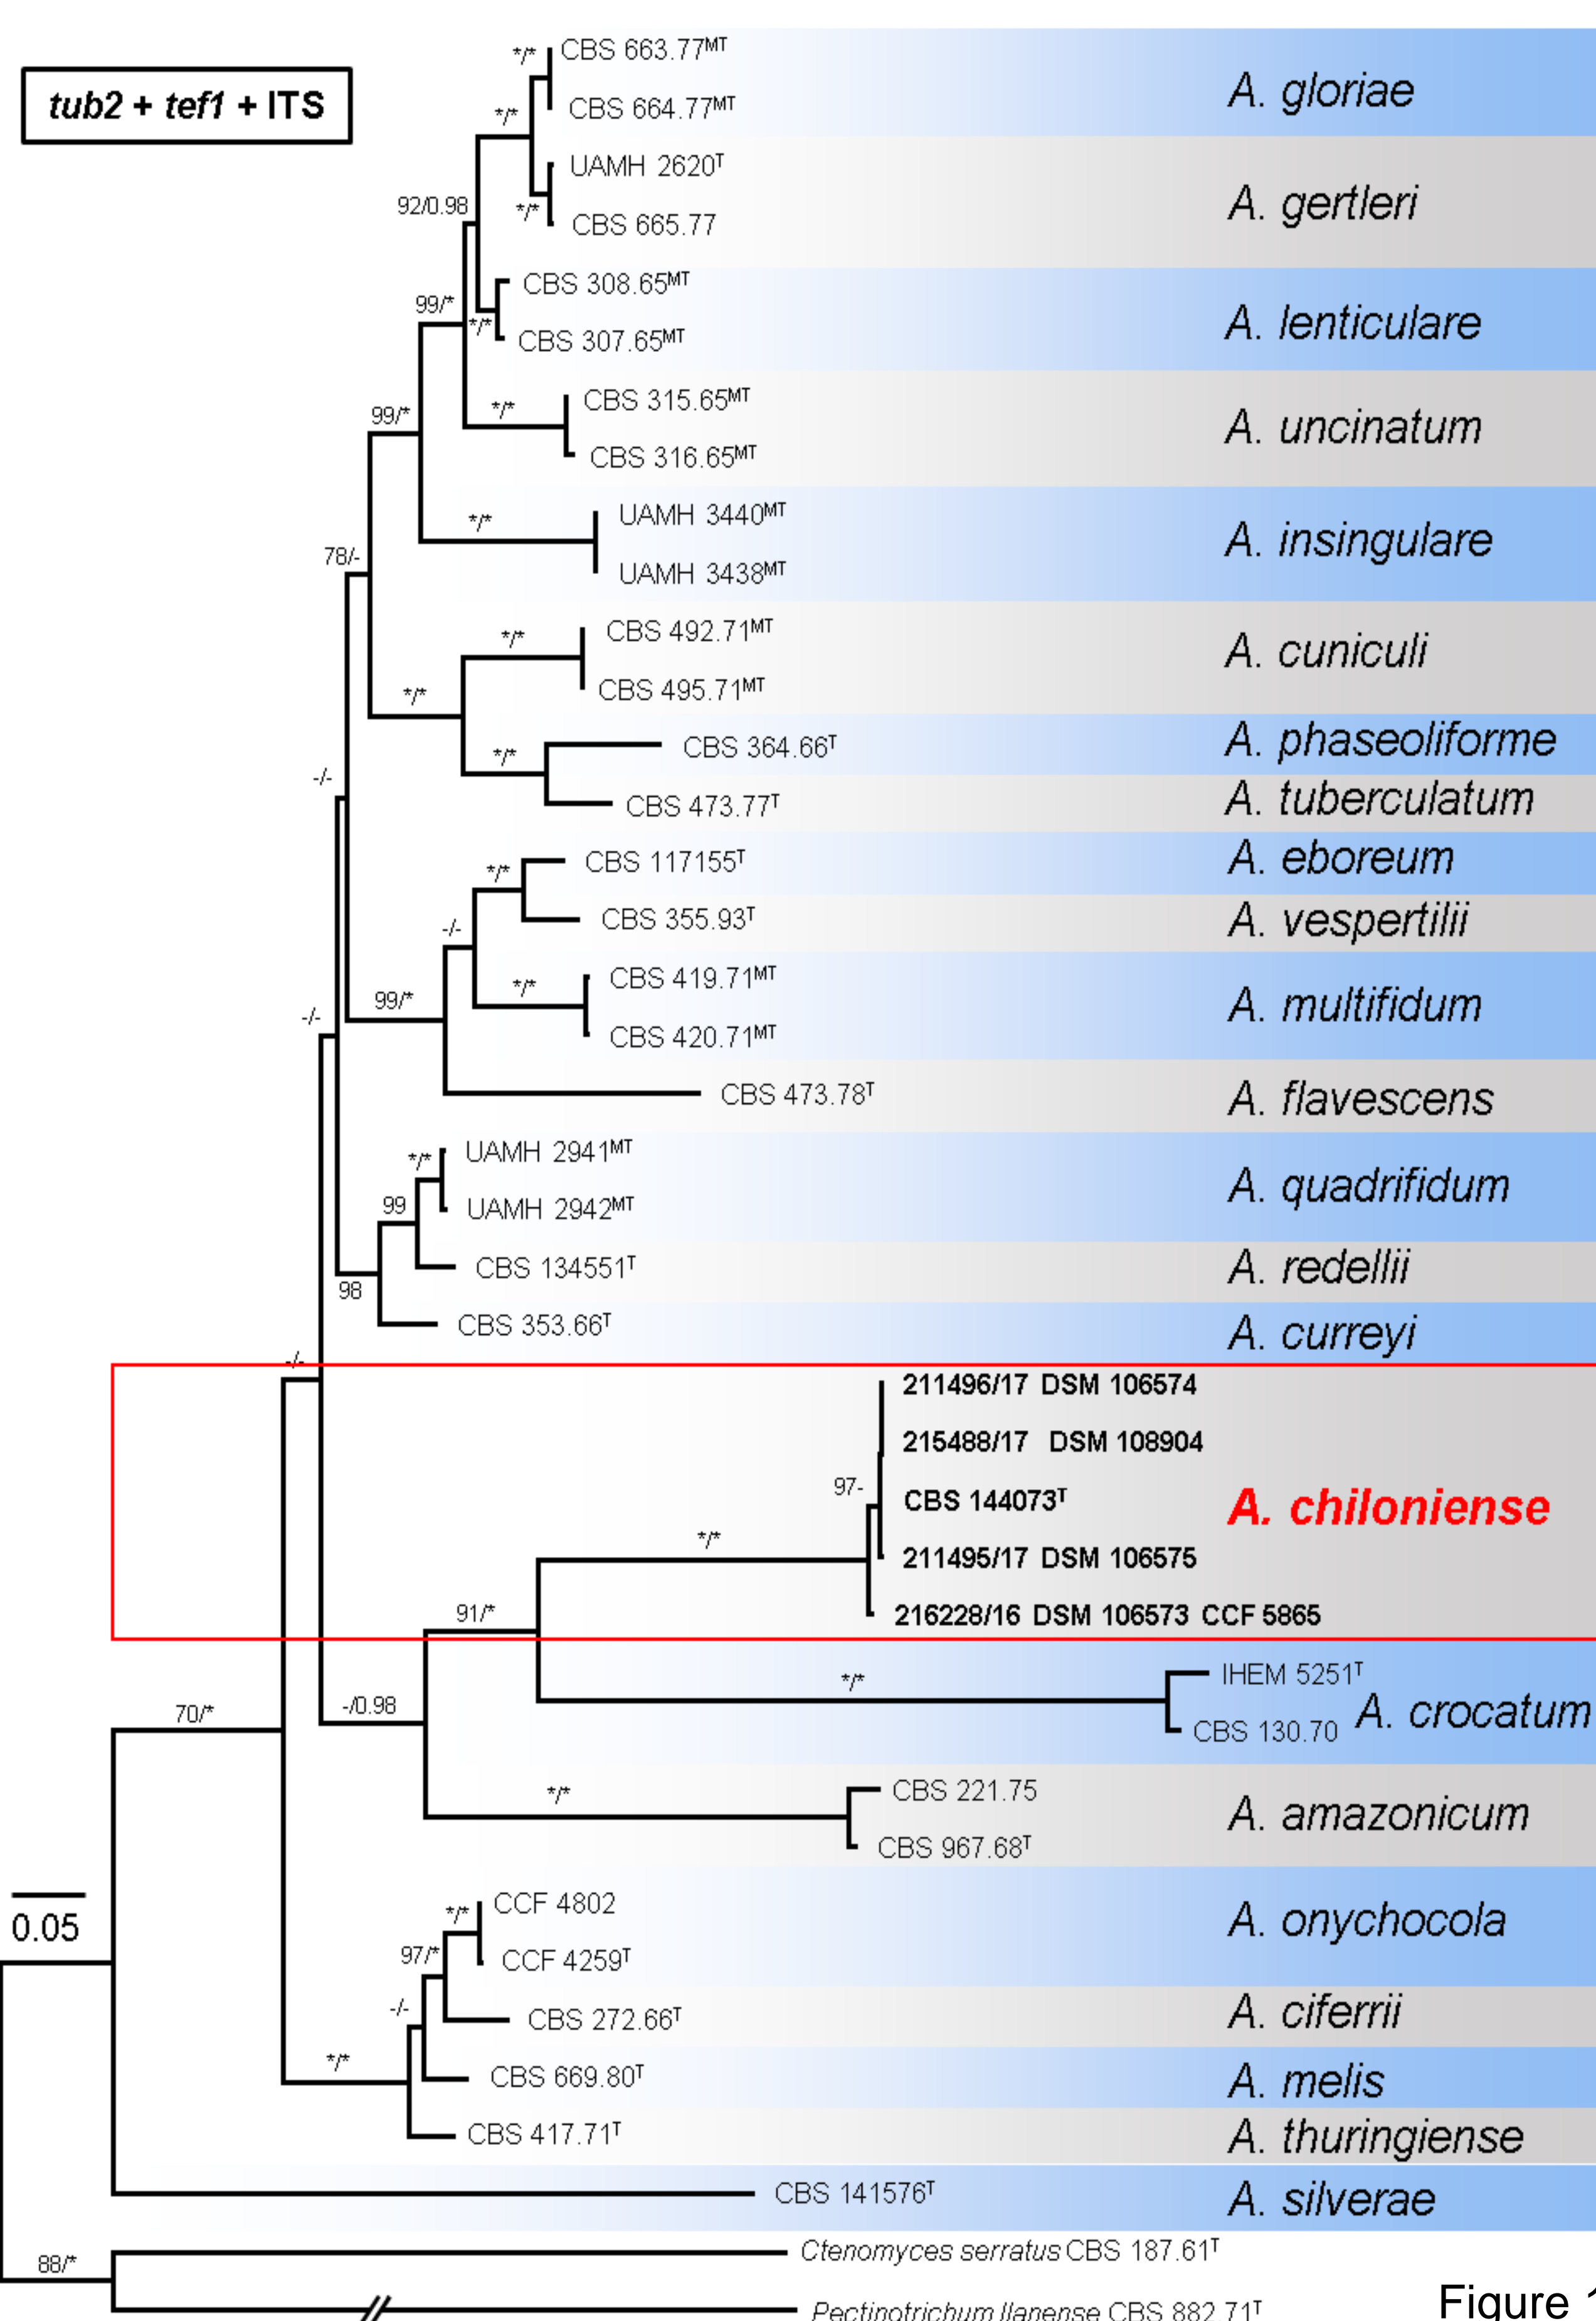 tub2 + tef1 + ITS
*/* CBS 663.77MT
A. gloriae
*/* CBS 664.77MT
UAMH 2620T
A. gertleri
92/0.98 */* CBS 665.77
CBS 308.65MT
99/* A. lenticulare
*/* CBS 307.65MT
*/* CBS 315.65MT
99/* A. uncinatum
CBS 316.65MT
*/* UAMH 3440MT
A. insingulare
78/- UAMH 3438MT
*/* CBS 492.71MT
A. cuniculi
*/* CBS 495.71MT
*/* CBS 364.66T A. phaseoliforme
-/- CBS 473.77T A. tuberculatum
*/* CBS 117155T A. eboreum
-/- CBS 355.93T A. vespertilii
99/* */* CBS 419.71MT
A. multifidum
-/- CBS 420.71MT
CBS 473.78T A. flavescens
*/* UAMH 2941MT
A. quadrifidum
99 UAMH 2942MT
CBS 134551T A. redellii
98 CBS 353.66T A. curreyi
-/- 211496/17 DSM 106574
215488/17 DSM 108904
97- CBS 144073T A. chiloniense
*/* 211495/17 DSM 106575
91/* 216228/16 DSM 106573 CCF 5865
*/* IHEM 5251T
70/* -/0.98 CBS 130.70 A. crocatum
*/* CBS 221.75
A. amazonicum
CBS 967.68T
0.05
*/* CCF 4802
A. onychocola
97/* CCF 4259T
-/- CBS 272.66T A. ciferrii
*/* CBS 669.80T A. melis
CBS 417.71T A. thuringiense
CBS 141576T A. silverae
88/* Ctenomyces serratus CBS 187.61T
Pectinotrichum llanense CBS 882.71T
Figure 1